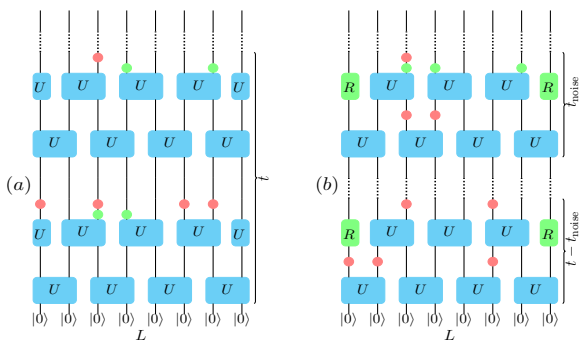 U U U U U
U U U U
(a)
U U U U U
U U U U
|0⟩ |0⟩ |0⟩ |0⟩ |0⟩ |0⟩ |0⟩ |0⟩
L
t
R U U U R
U U U U
(b)
R U U U R
U U U U
|0⟩ |0⟩ |0⟩ |0⟩ |0⟩ |0⟩ |0⟩ |0⟩
L
t_noise
t − t_noise